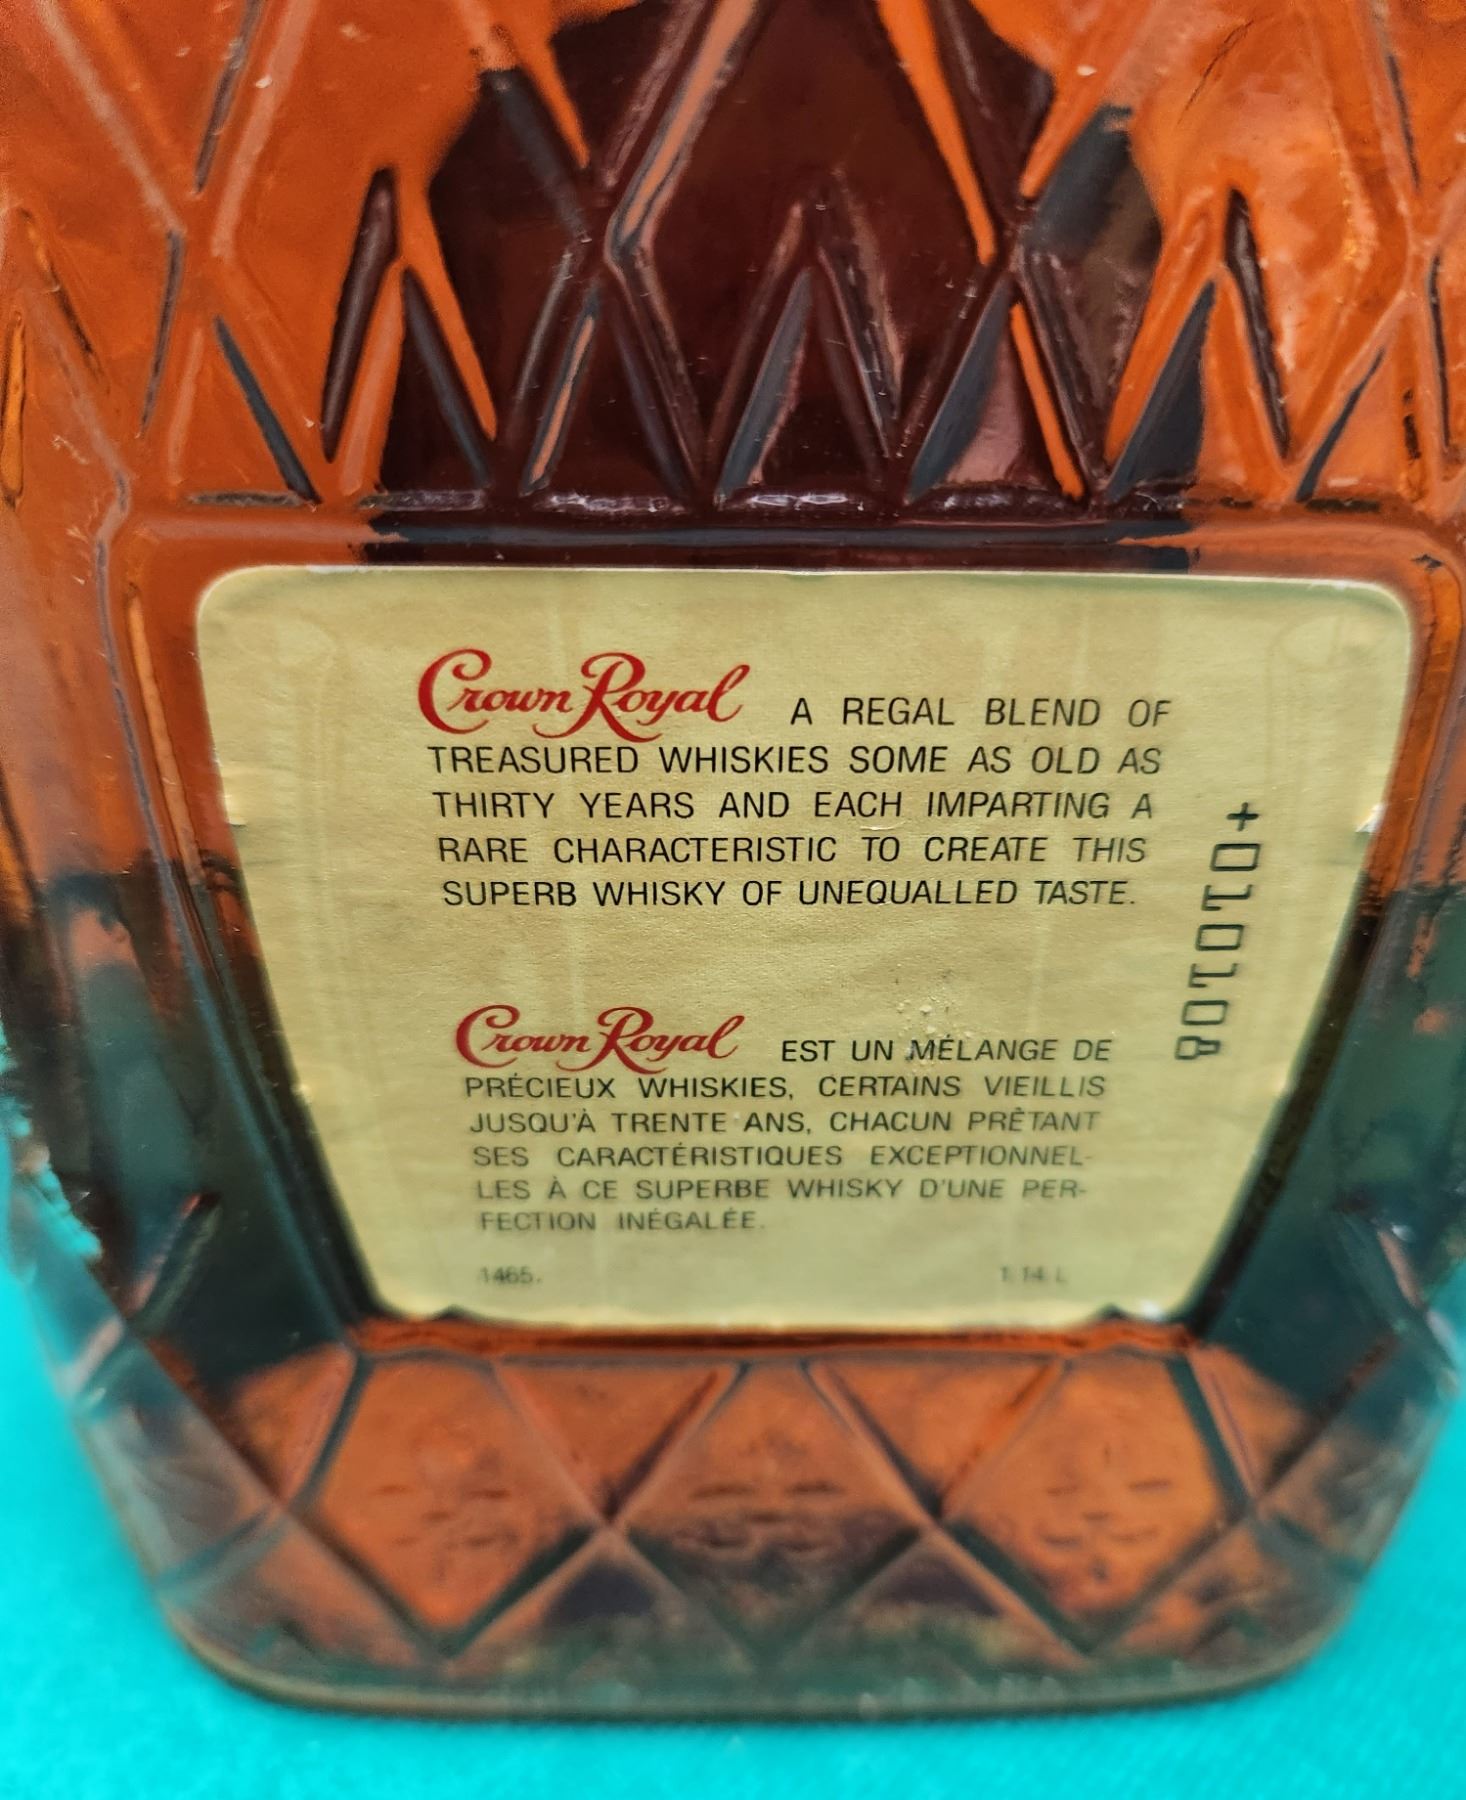 Crown Royal A REGAL BLEND OF
TREASURED WHISKIES SOME AS OLD AS
THIRTY YEARS AND EACH IMPARTING A
RARE CHARACTERISTIC TO CREATE THIS
SUPERB WHISKY OF UNEQUALLED TASTE.
+010108
Crown Royal EST UN MÉLANGE DE
PRÉCIEUX WHISKIES, CERTAINS VIEILLIS
JUSQU'À TRENTE ANS, CHACUN PRÊTANT
SES CARACTÉRISTIQUES EXCEPTIONNEL-
LES À CE SUPERBE WHISKY D'UNE PER-
FECTION INÉGALÉE.
1465. 1.14 L